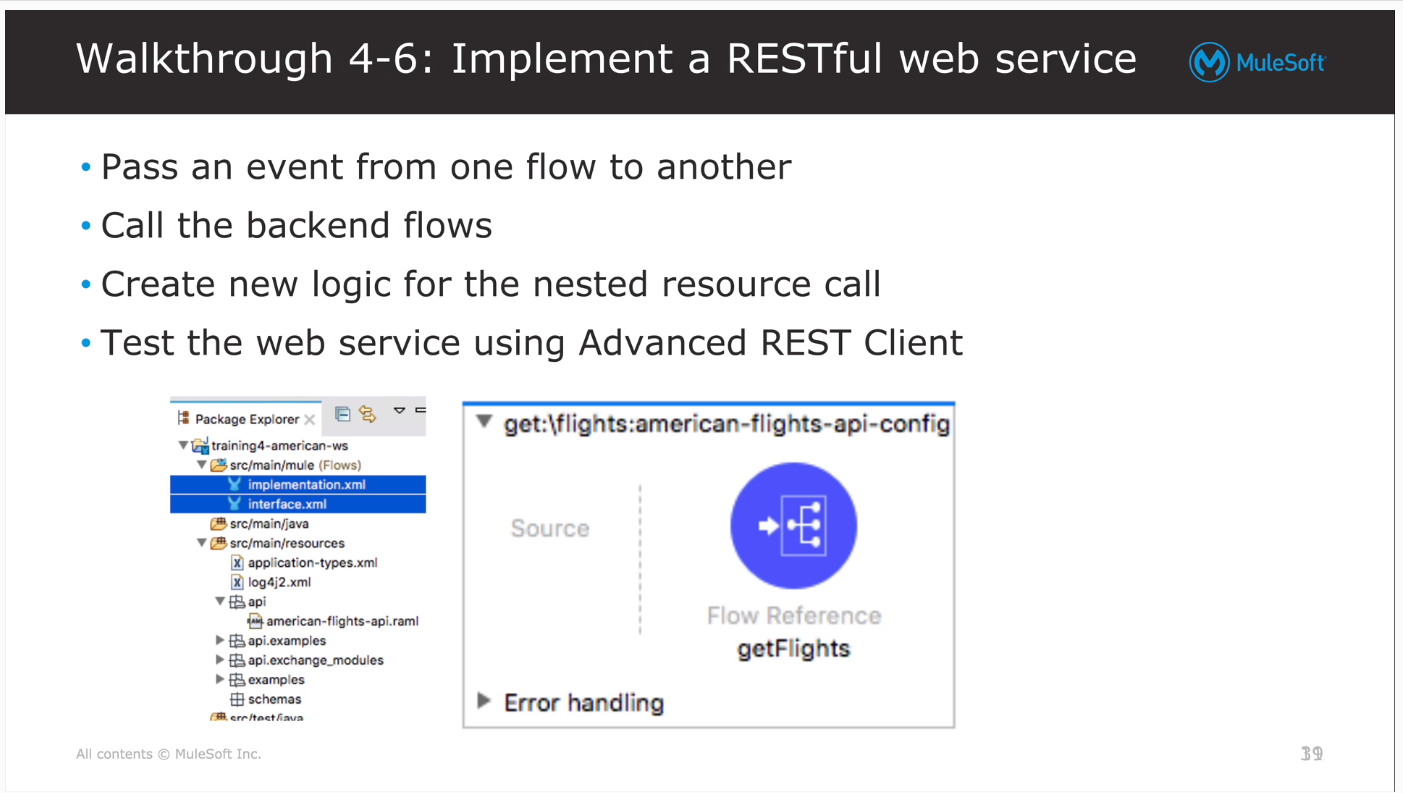 Walkthrough 4-6: Implement a RESTful web service
MuleSoft
• Pass an event from one flow to another
• Call the backend flows
• Create new logic for the nested resource call
• Test the web service using Advanced REST Client
Package Explorer
training4-american-ws
src/main/mule (Flows)
implementation.xml
interface.xml
src/main/java
src/main/resources
application-types.xml
log4j2.xml
api
american-flights-api.raml
api.examples
api.exchange_modules
examples
schemas
src/test/java
get:\flights:american-flights-api-config
Source
Flow Reference
getFlights
Error handling
All contents © MuleSoft Inc.